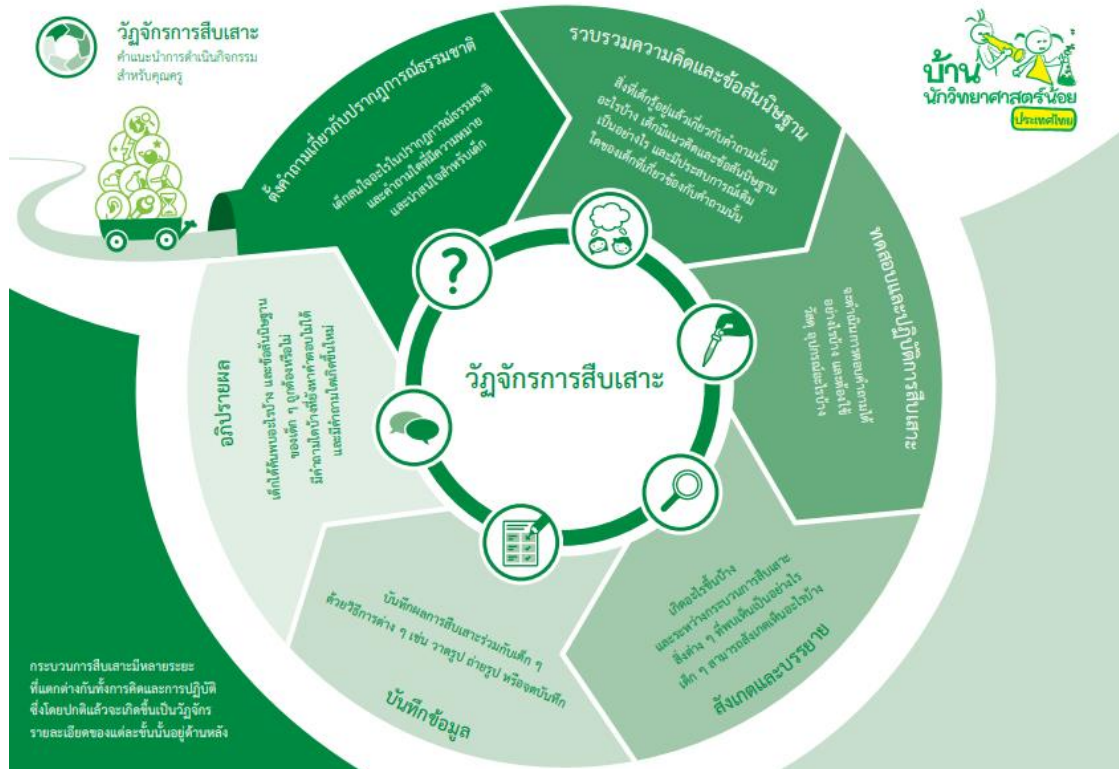 วัฏจักรการสืบเสาะ
คำแนะนำการดำเนินกิจกรรม
สำหรับคุณครู
บ้าน
นักวิทยาศาสตร์น้อย
ประเทศไทย
ตั้งคำถามเกี่ยวกับปรากฏการณ์ธรรมชาติ
เด็กสนใจอะไรในปรากฏการณ์ธรรมชาติ
และคำถามใดที่มีความหมาย
และน่าสนใจสำหรับเด็ก
รวบรวมความคิดและข้อสันนิษฐาน
สิ่งที่เด็กรู้อยู่แล้วเกี่ยวกับคำถามนั้นมี
อะไรบ้าง เด็กมีแนวคิดและข้อสันนิษฐาน
เป็นอย่างไร และมีประสบการณ์เดิม
ใดของเด็กที่เกี่ยวข้องกับคำถามนั้น
ทดสอบและปฏิบัติการสืบเสาะ
จะดำเนินการตอบคำถามได้
อย่างไรบ้าง และต้องใช้
วัสดุ อุปกรณ์อะไรบ้าง
เกิดอะไรขึ้นบ้าง
และระหว่างกระบวนการสืบเสาะ
สิ่งต่าง ๆ ที่พบเห็นเป็นอย่างไร
เด็ก ๆ สามารถสังเกตเห็นอะไรบ้าง
สังเกตและบรรยาย
บันทึกผลการสืบเสาะร่วมกับเด็ก ๆ
ด้วยวิธีการต่าง ๆ เช่น วาดรูป ถ่ายรูป หรือจดบันทึก
บันทึกข้อมูล
อภิปรายผล
เด็กได้ค้นพบอะไรบ้าง และข้อสันนิษฐาน
ของเด็ก ๆ ถูกต้องหรือไม่
มีคำถามใดบ้างที่ยังหาคำตอบไม่ได้
และมีคำถามใดเกิดขึ้นใหม่
?
วัฏจักรการสืบเสาะ
กระบวนการสืบเสาะมีหลายระยะ
ที่แตกต่างกันทั้งการคิดและการปฏิบัติ
ซึ่งโดยปกติแล้วจะเกิดขึ้นเป็นวัฏจักร
รายละเอียดของแต่ละขั้นนั้นอยู่ด้านหลัง